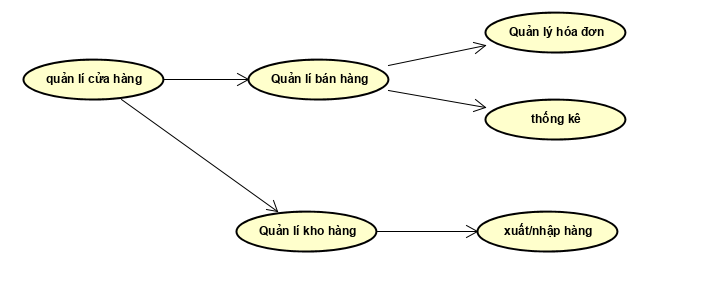 Quản lý hóa đơn
quản lí cửa hàng
Quản lí bán hàng
thống kê
Quản lí kho hàng
xuất/nhập hàng